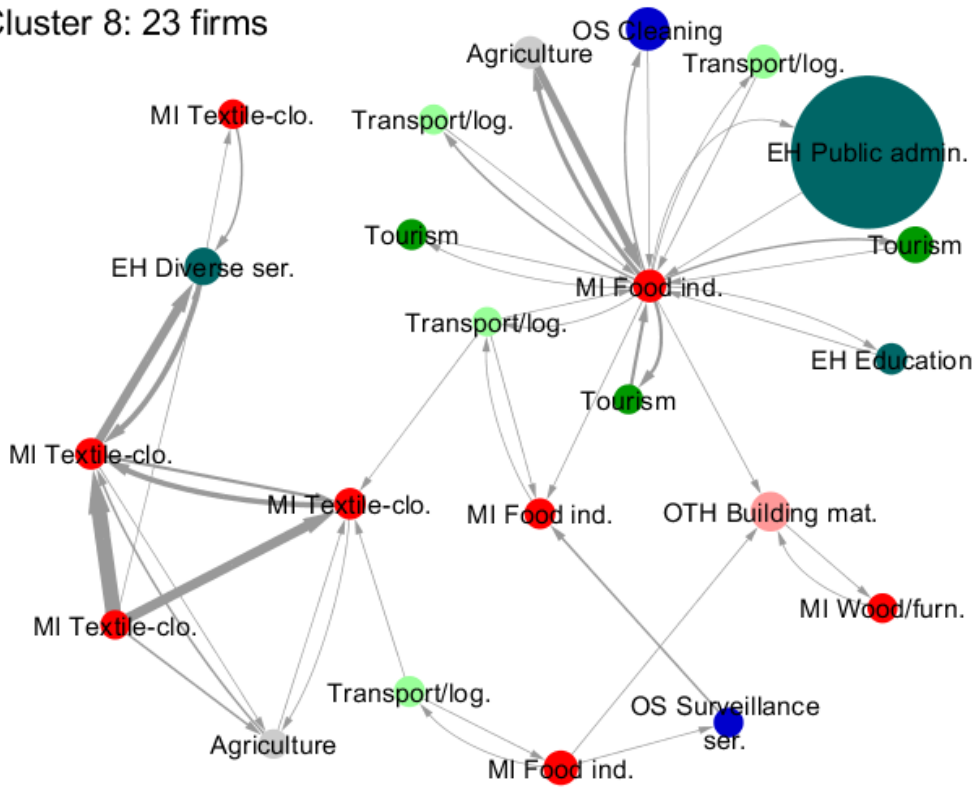 luster 8: 23 firms
OS Cleaning
Agriculture
Transport/log.
MI Textile-clo.
Transport/log.
EH Public admin.
Tourism
Tourism
EH Diverse ser.
MI Food ind.
Transport/log.
EH Education
Tourism
MI Textile-clo.
MI Textile-clo.
MI Food ind.
OTH Building mat.
MI Wood/furn.
MI Textile-clo.
Transport/log.
OS Surveillance
ser.
Agriculture
MI Food ind.